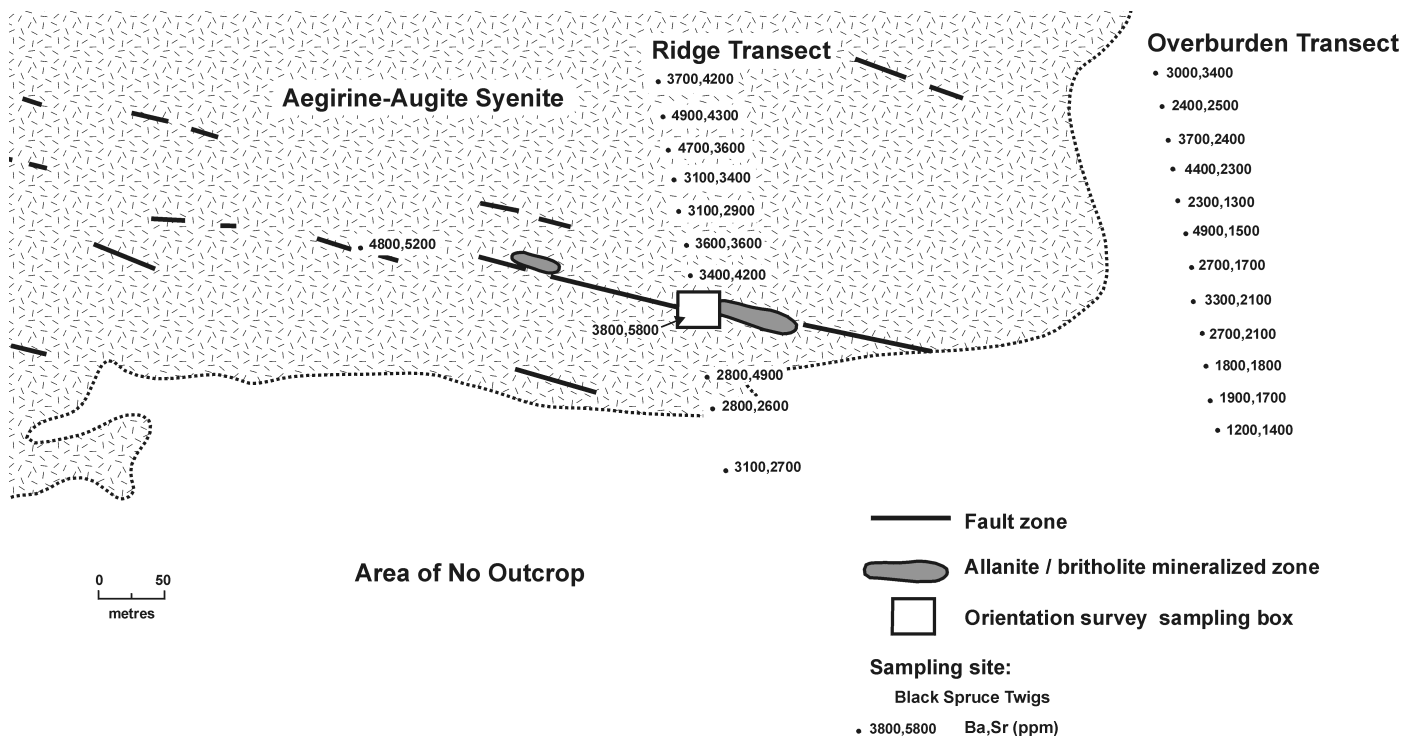 Ridge Transect
3700,4200
4900,4300
4700,3600
3100,3400
3100,2900
3600,3600
3400,4200
3800,5800
2800,4900
2800,2600
3100,2700
Aegirine-Augite Syenite
4800,5200
Overburden Transect
3000,3400
2400,2500
3700,2400
4400,2300
2300,1300
4900,1500
2700,1700
3300,2100
2700,2100
1800,1800
1900,1700
1200,1400
Area of No Outcrop
0 50
metres
Fault zone
Allanite / britholite mineralized zone
Orientation survey sampling box
Sampling site:
Black Spruce Twigs
3800,5800 Ba,Sr (ppm)